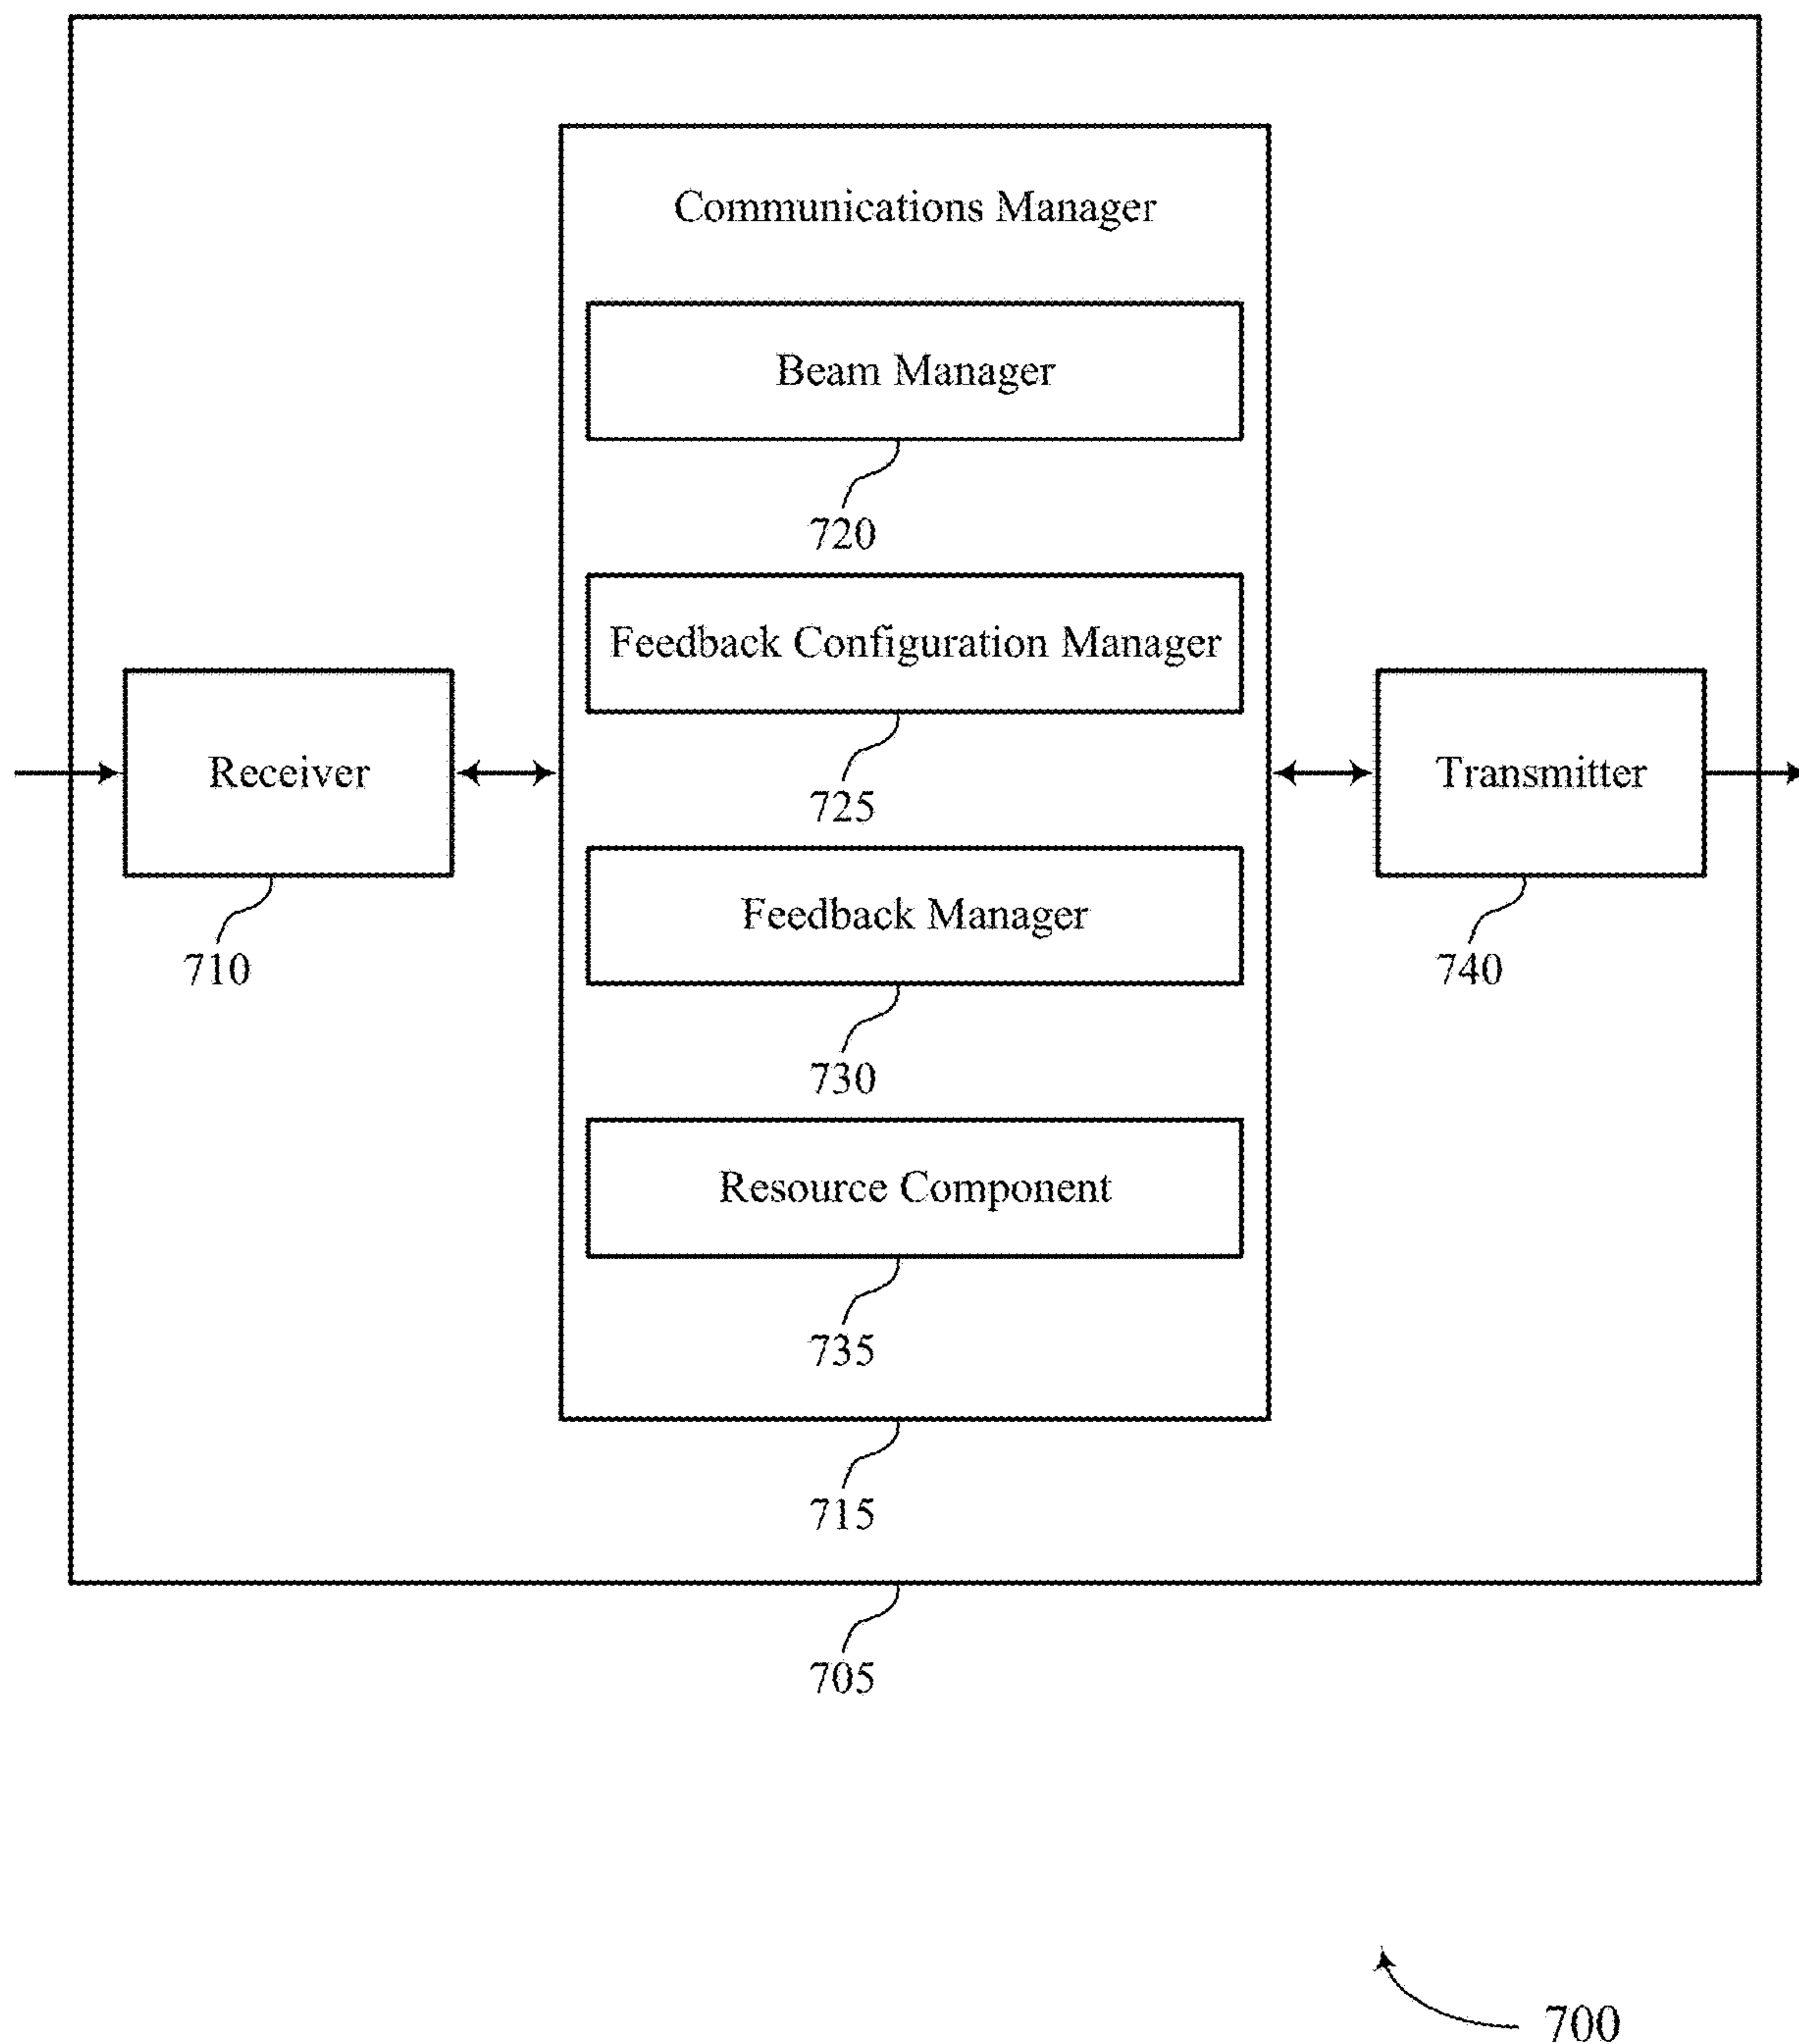 Communications Manager
Beam Manager
720
Feedback Configuration Manager
725
Receiver
710
Feedback Manager
730
Transmitter
740
Resource Component
735
715
705
700